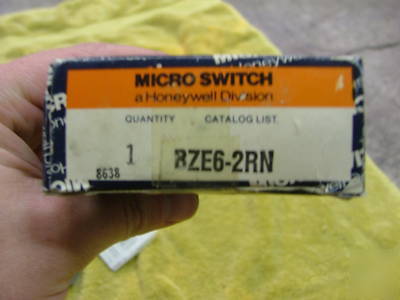 MICRO SWITCH
a Honeywell Division
QUANTITY CATALOG LIST.
1 BZE6-2RN
8638